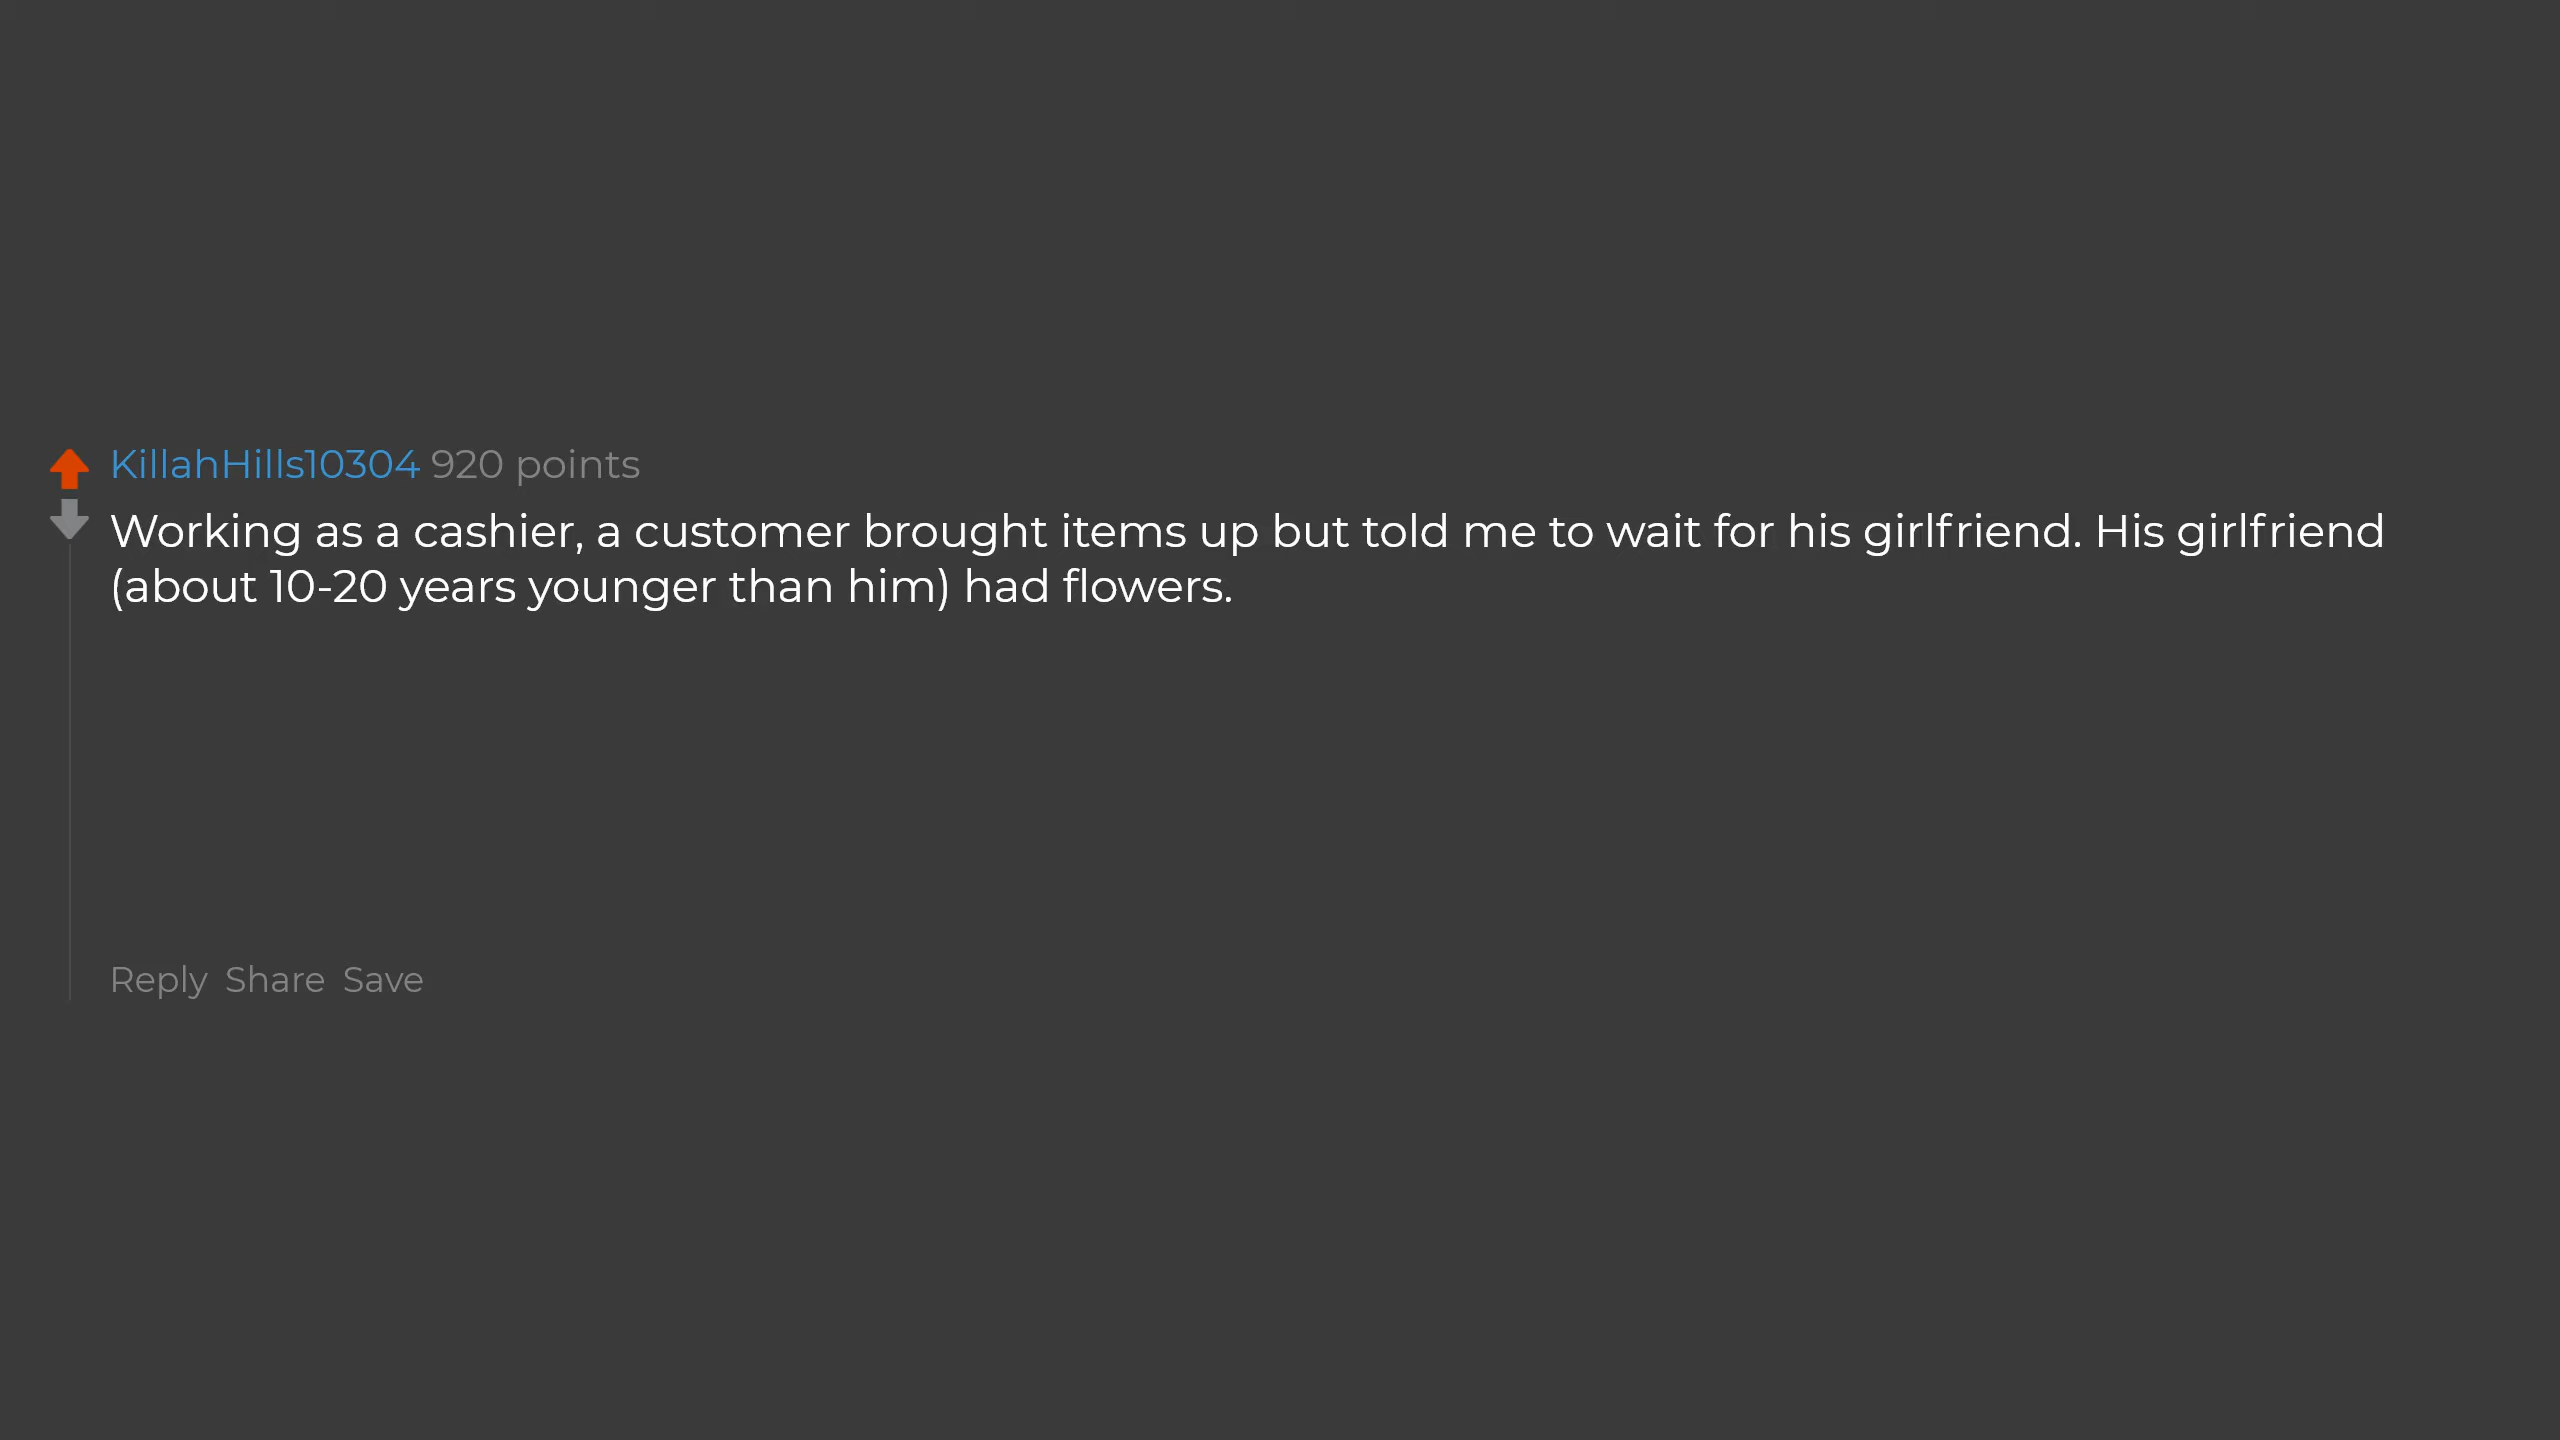 KillahHills10304 920 points
Working as a cashier, a customer brought items up but told me to wait for his girlfriend. His girlfriend
(about 10-20 years younger than him) had flowers.
Reply Share Save